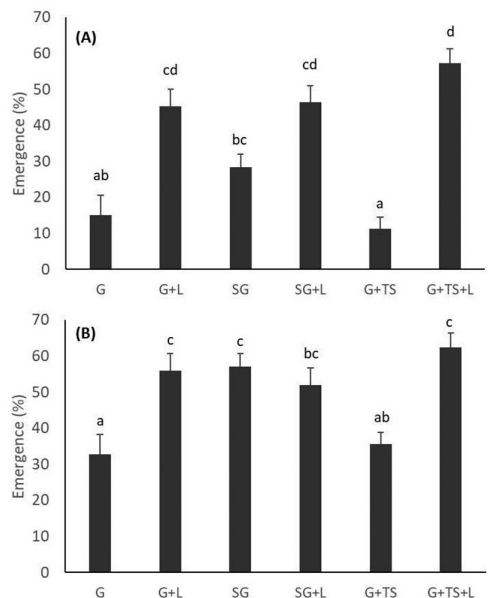 70
(A)
d
cd
cd
60
50
40
bc
30
ab
a
20
10
0
Emergence (%)
G G+L SG SG+L G+TS G+TS+L
70
(B)
c
c
c
bc
60
50
a
ab
40
30
20
10
0
Emergence (%)
G G+L SG SG+L G+TS G+TS+L